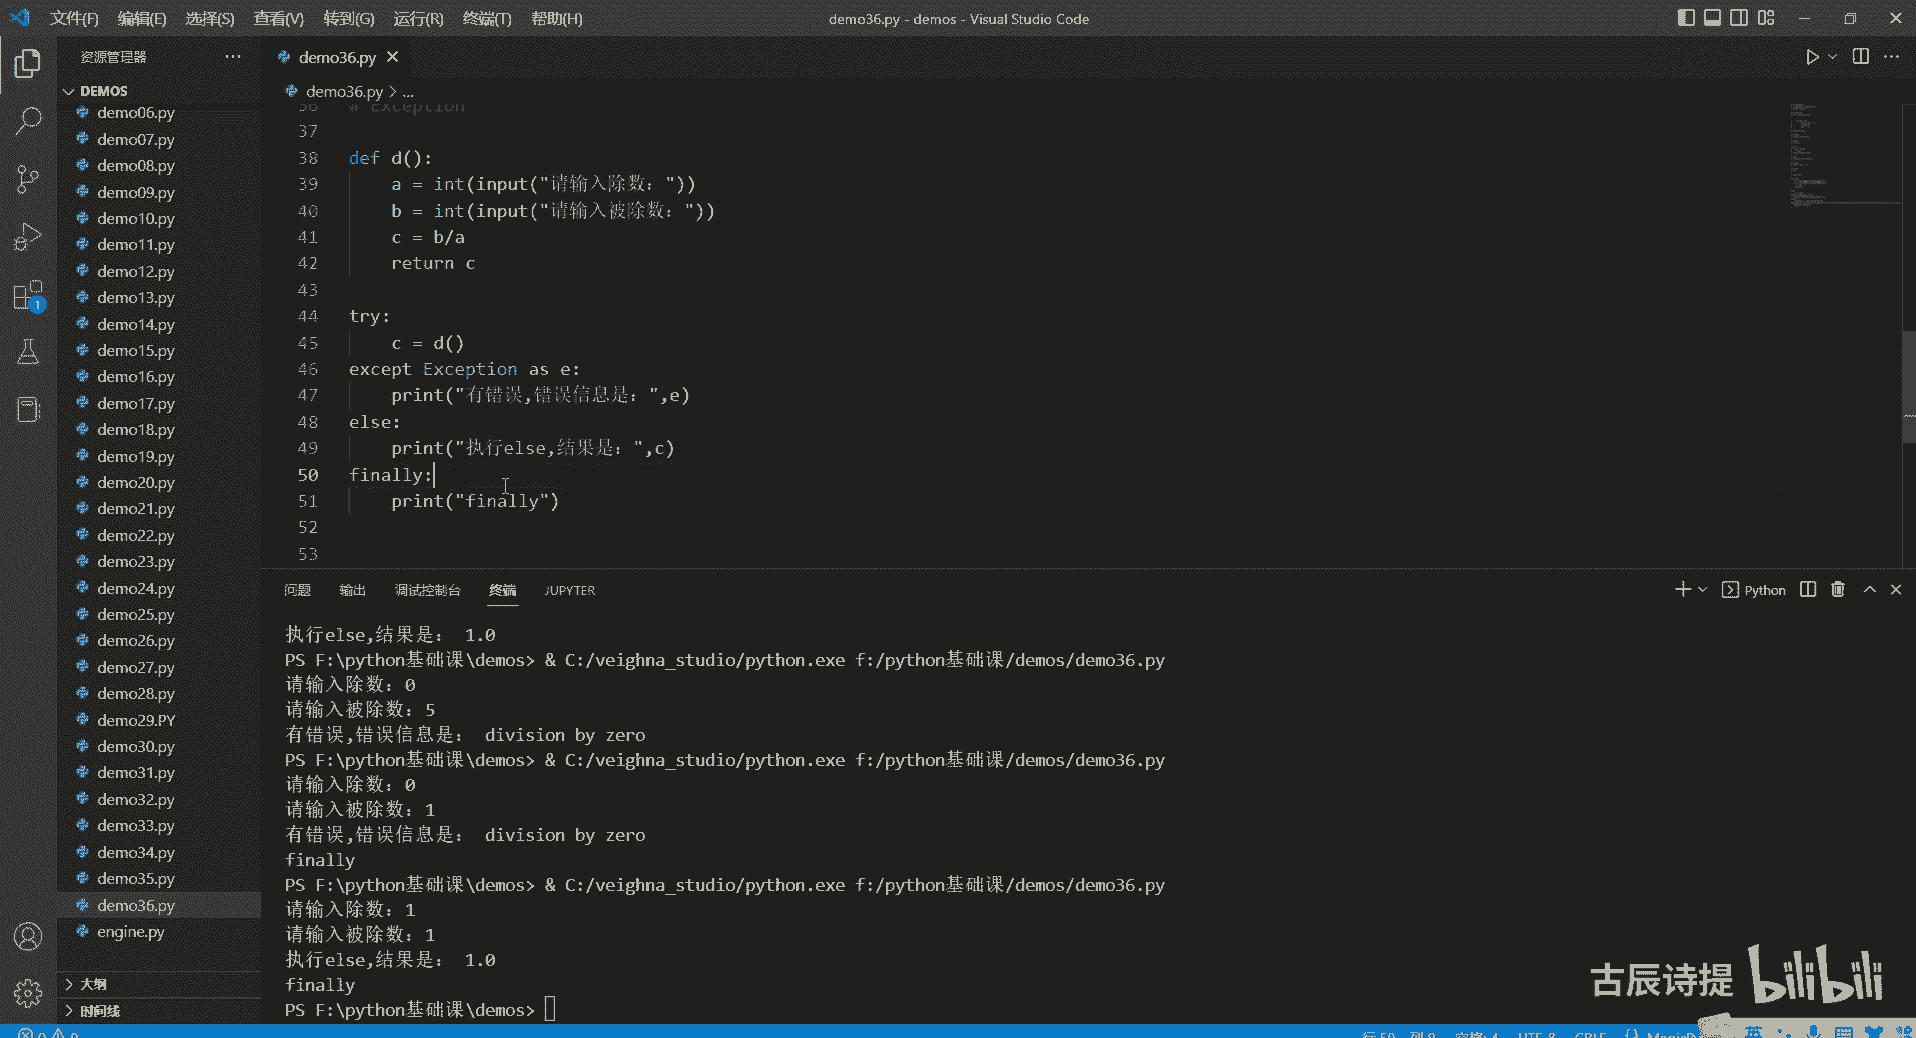 文件(F) 编辑(E) 选择(S) 查看(V) 转到(G) 运行(R) 终端(T) 帮助(H) demo36.py - demos - Visual Studio Code
资源管理器
demo36.py
DEMOS
demo36.py > ...
demo06.py
demo07.py
demo08.py
demo09.py
demo10.py
demo11.py
demo12.py
demo13.py
demo14.py
demo15.py
demo16.py
demo17.py
demo18.py
demo19.py
demo20.py
demo21.py
demo22.py
demo23.py
demo24.py
demo25.py
demo26.py
demo27.py
demo28.py
demo29.PY
demo30.py
demo31.py
demo32.py
demo33.py
demo34.py
demo35.py
demo36.py
engine.py
大纲
时间线
1
36 # Exception
37
38 def d():
39 a = int(input("请输入除数："))
40 b = int(input("请输入被除数："))
41 c = b/a
42 return c
43
44 try:
45 c = d()
46 except Exception as e:
47 print("有错误,错误信息是：",e)
48 else:
49 print("执行else,结果是：",c)
50 finally:
51 print("finally")
52
53
问题 输出 调试控制台 终端 JUPYTER
Python
执行else,结果是： 1.0
PS F:\python基础课\demos> & C:/veighna_studio/python.exe f:/python基础课/demos/demo36.py
请输入除数：0
请输入被除数：5
有错误,错误信息是： division by zero
PS F:\python基础课\demos> & C:/veighna_studio/python.exe f:/python基础课/demos/demo36.py
请输入除数：0
请输入被除数：1
有错误,错误信息是： division by zero
finally
PS F:\python基础课\demos> & C:/veighna_studio/python.exe f:/python基础课/demos/demo36.py
请输入除数：1
请输入被除数：1
执行else,结果是： 1.0
finally
PS F:\python基础课\demos>
古辰诗提 bilibili
英